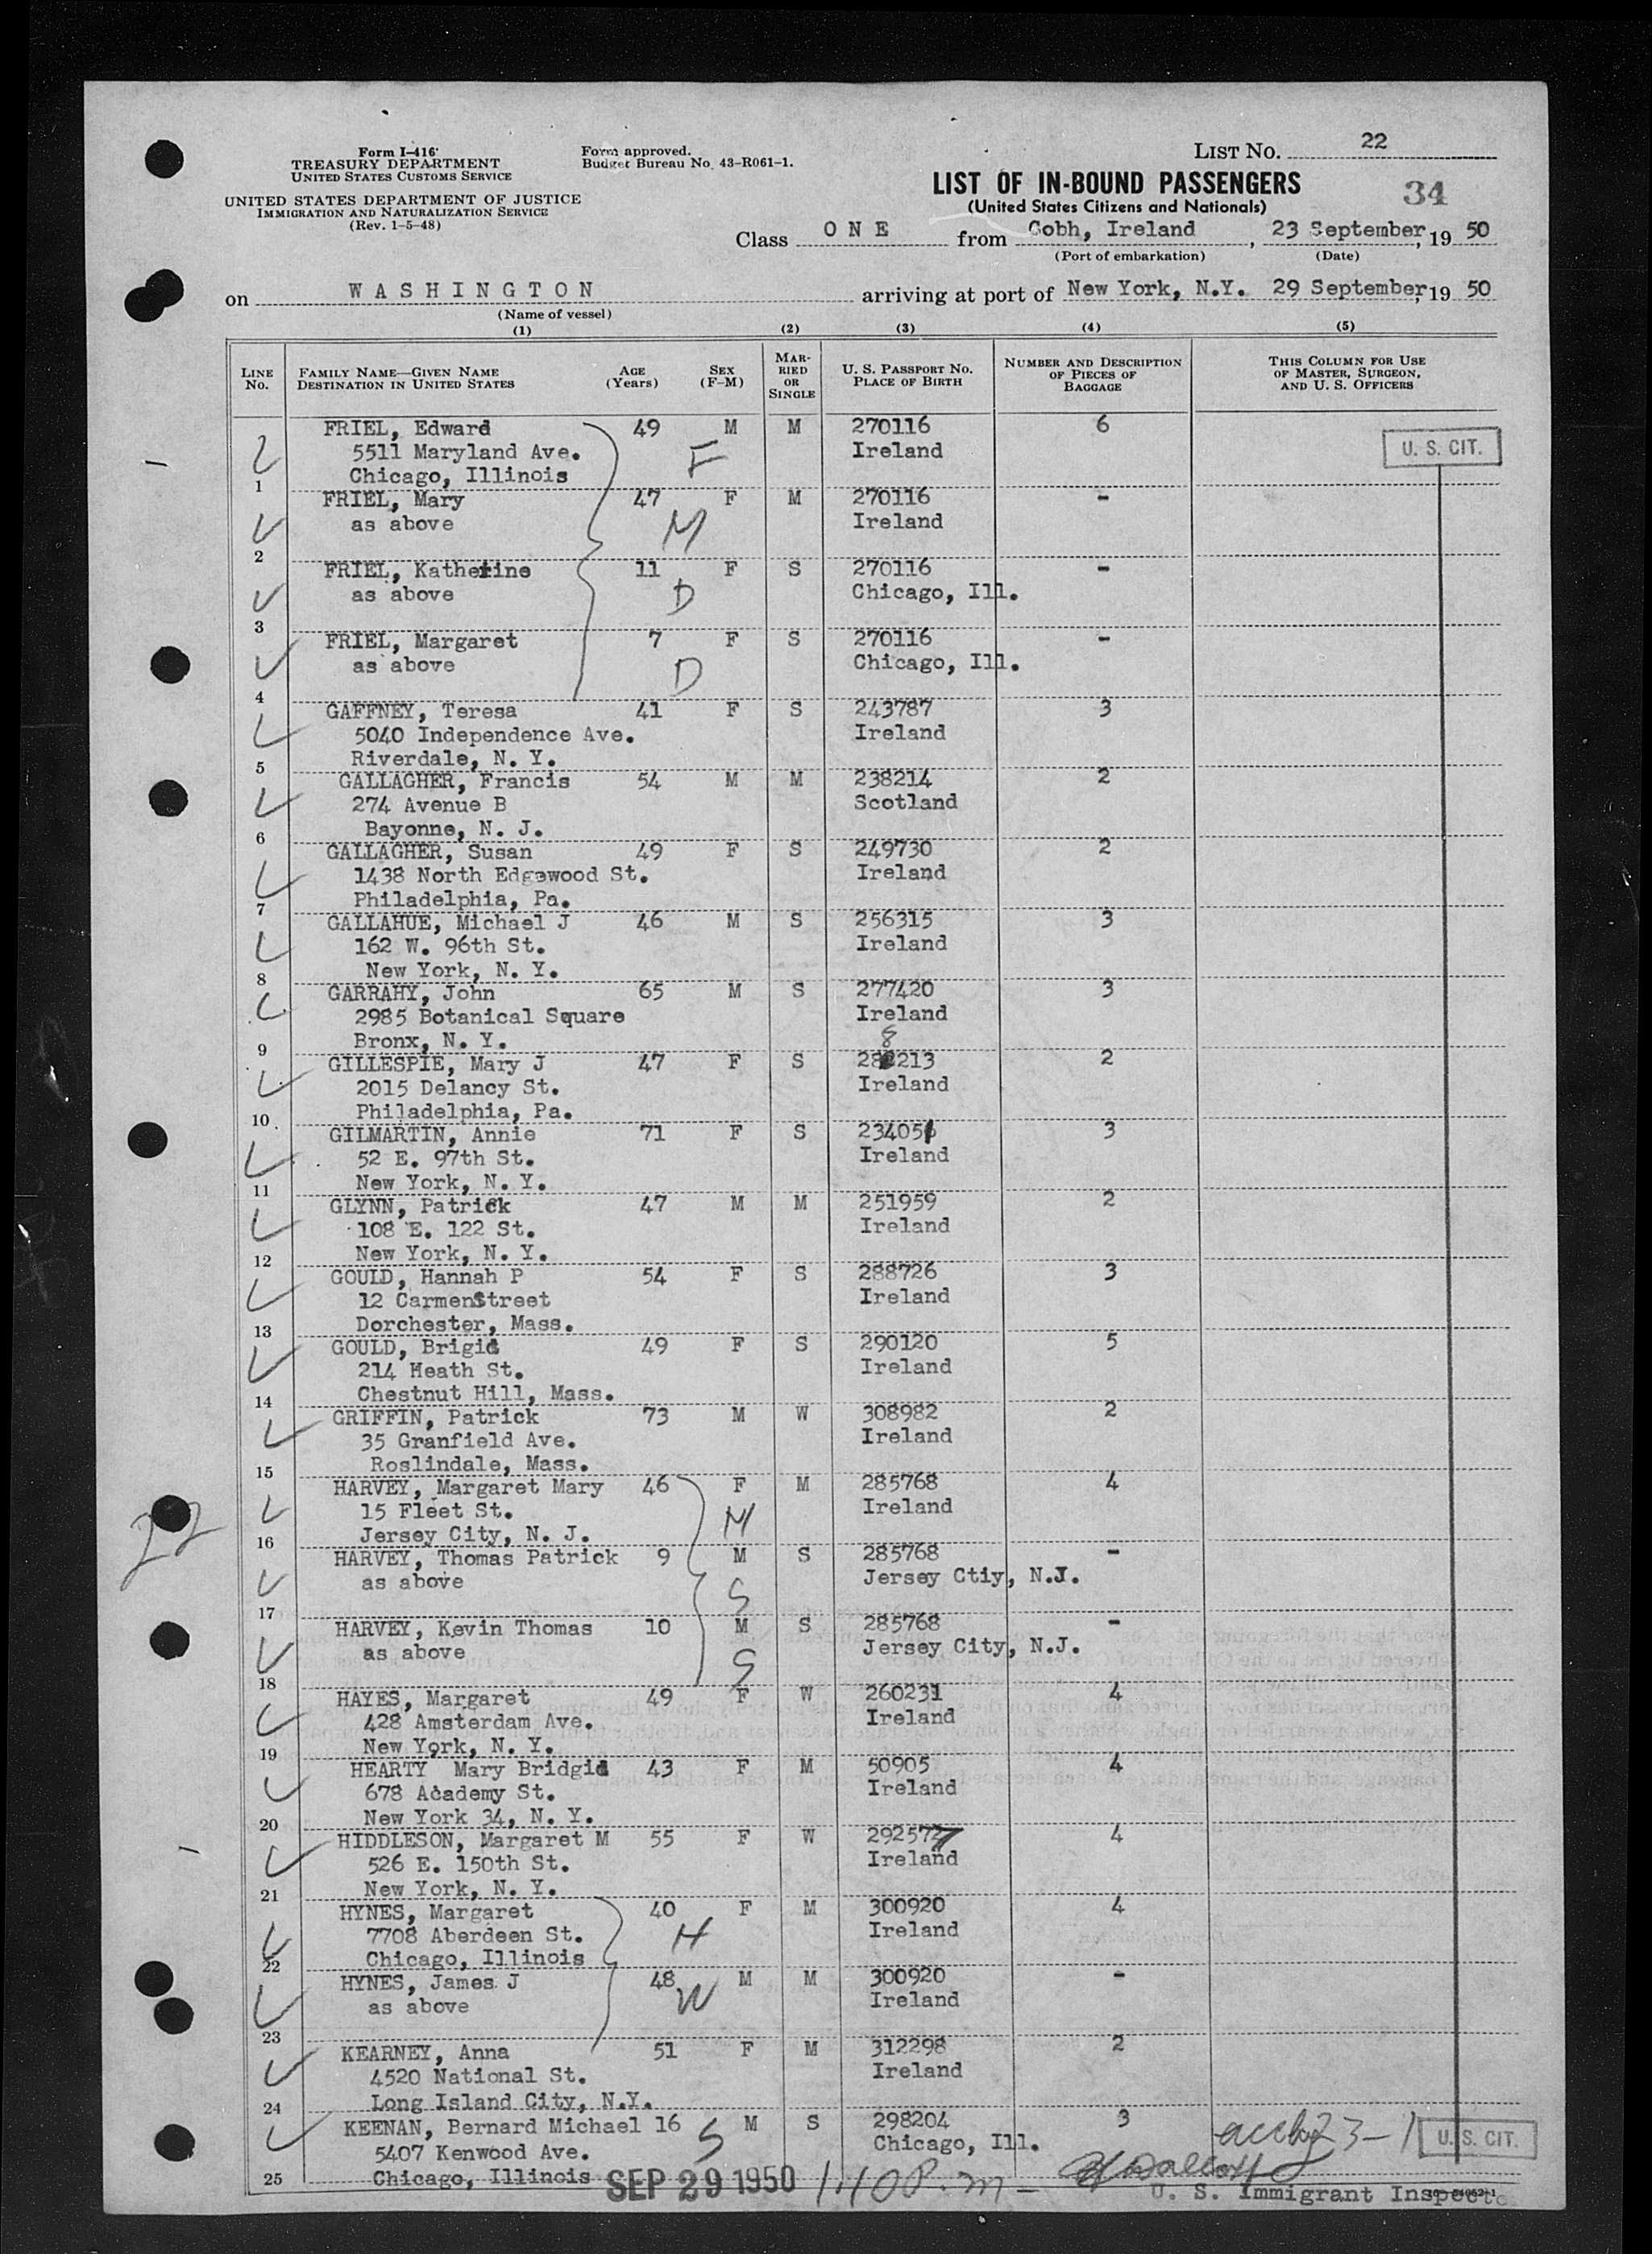 Form I-416
TREASURY DEPARTMENT
UNITED STATES CUSTOMS SERVICE
UNITED STATES DEPARTMENT OF JUSTICE
IMMIGRATION AND NATURALIZATION SERVICE
(Rev. 1-5-48)
Form approved.
Budget Bureau No. 43-R061-1.
LIST NO. 22
LIST OF IN-BOUND PASSENGERS
34
(United States Citizens and Nationals)
Class O N E from Cobh, Ireland, 23 September, 19 50
(Port of embarkation) (Date)
on W A S H I N G T O N arriving at port of New York, N.Y. 29 September, 19 50
(Name of vessel)
(1) (2) (3) (4) (5)
LINE No. FAMILY NAME—GIVEN NAME DESTINATION IN UNITED STATES AGE (Years) SEX (F-M) MARRIED OR SINGLE U. S. PASSPORT NO. PLACE OF BIRTH NUMBER AND DESCRIPTION OF PIECES OF BAGGAGE THIS COLUMN FOR USE OF MASTER, SURGEON, AND U. S. OFFICERS
FRIEL, Edward 49 M M 270116 6
5511 Maryland Ave. F Ireland U. S. CIT.
Chicago, Illinois
1
FRIEL, Mary 47 F M 270116 -
as above M Ireland
2
FRIEL, Katherine 11 F S 270116 -
as above D Chicago, Ill.
3
FRIEL, Margaret 7 F S 270116 -
as above D Chicago, Ill.
4
GAFFNEY, Teresa 41 F S 243787 3
5040 Independence Ave. Ireland
Riverdale, N. Y.
5
GALLAGHER, Francis 54 M M 238214 2
274 Avenue B Scotland
Bayonne, N. J.
6
GALLAGHER, Susan 49 F S 249730 2
1438 North Edgewood St. Ireland
Philadelphia, Pa.
7
GALLAHUE, Michael J 46 M S 256315 3
162 W. 96th St. Ireland
New York, N. Y.
8
GARRAHY, John 65 M S 277420 3
2985 Botanical Square Ireland
Bronx, N. Y. 8
9
GILLESPIE, Mary J 47 F S 288213 2
2015 Delancy St. Ireland
Philadelphia, Pa.
10
GILMARTIN, Annie 71 F S 3
52 E. 97th St. Ireland
New York, N. Y.
11
GLYNN, Patrick 47 M M 251959 2
108 E. 122 St. Ireland
New York, N. Y.
12
GOULD, Hannah P 54 F S 288726 3
12 CarmenStreet Ireland
Dorchester, Mass.
13
GOULD, Brigid 49 F S 290120 5
214 Heath St. Ireland
Chestnut Hill, Mass.
14
GRIFFIN, Patrick 73 M W 308982 2
35 Granfield Ave. Ireland
Roslindale, Mass.
15
HARVEY, Margaret Mary 46 F M 285768 4
15 Fleet St. M Ireland
Jersey City, N. J.
16
22
HARVEY, Thomas Patrick 9 M S 285768 -
as above S Jersey Ctiy, N.J.
17
HARVEY, Kevin Thomas 10 M S 285768 -
as above S Jersey City, N.J.
18
HAYES, Margaret 49 F W 260231 4
428 Amsterdam Ave. Ireland
New York, N. Y.
19
HEARTY Mary Bridgid 43 F M 50905 4
678 Academy St. Ireland
New York 34, N. Y.
20
HIDDLESON, Margaret M 55 F W 292577 4
526 E. 150th St. Ireland
New York, N. Y.
21
HYNES, Margaret 40 F M 300920 4
7708 Aberdeen St. H Ireland
Chicago, Illinois
22
HYNES, James J 48 M M 300920 -
as above W Ireland
23
KEARNEY, Anna 51 F M 312298 2
4520 National St. Ireland
Long Island City, N.Y.
24
KEENAN, Bernard Michael 16 M S 298204 3
5407 Kenwood Ave. S Chicago, Ill. 23-1 U. S. CIT.
25 Chicago, Illinois SEP 29 1950 1:40 P.m-
U. S. Immigrant Inspector